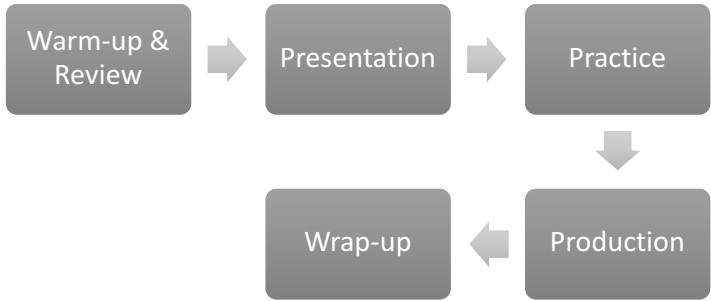 Warm-up &
Review
Presentation
Practice
Production
Wrap-up